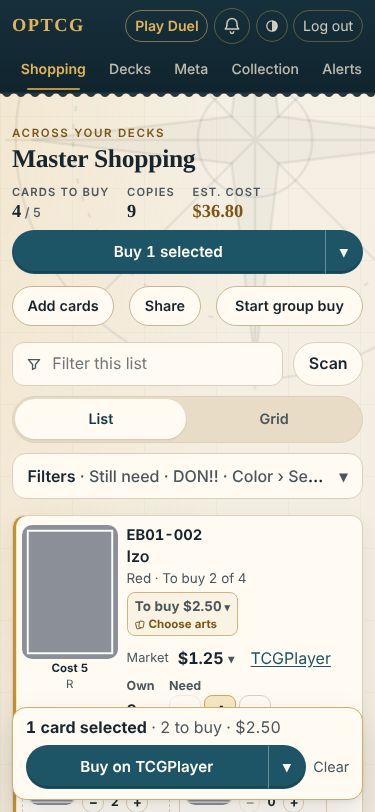 OPTCG
Play Duel
Log out
Shopping Decks Meta Collection Alerts
ACROSS YOUR DECKS
Master Shopping
CARDS TO BUY COPIES EST. COST
4 / 5 9 $36.80
Buy 1 selected ▼
Add cards Share Start group buy
Filter this list Scan
List Grid
Filters · Still need · DON!! · Color › Se... ▼
EB01-002
Izo
Red · To buy 2 of 4
To buy $2.50 ▾
Choose arts
Market $1.25 ▾ TCGPlayer
Cost 5
R
Own Need
1 card selected · 2 to buy · $2.50
Buy on TCGPlayer ▼ Clear
− 2 + − 0 +